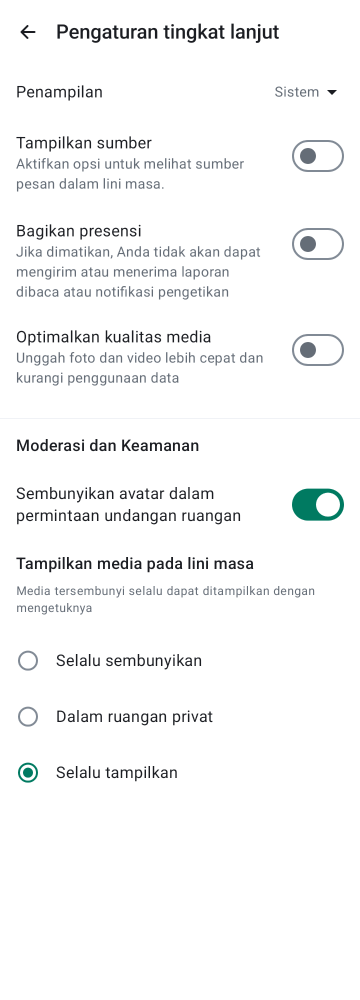 Pengaturan tingkat lanjut
Penampilan
Sistem
Tampilkan sumber
Aktifkan opsi untuk melihat sumber
pesan dalam lini masa.
Bagikan presensi
Jika dimatikan, Anda tidak akan dapat
mengirim atau menerima laporan
dibaca atau notifikasi pengetikan
Optimalkan kualitas media
Unggah foto dan video lebih cepat dan
kurangi penggunaan data
Moderasi dan Keamanan
Sembunyikan avatar dalam
permintaan undangan ruangan
Tampilkan media pada lini masa
Media tersembunyi selalu dapat ditampilkan dengan
mengetuknya
Selalu sembunyikan
Dalam ruangan privat
Selalu tampilkan